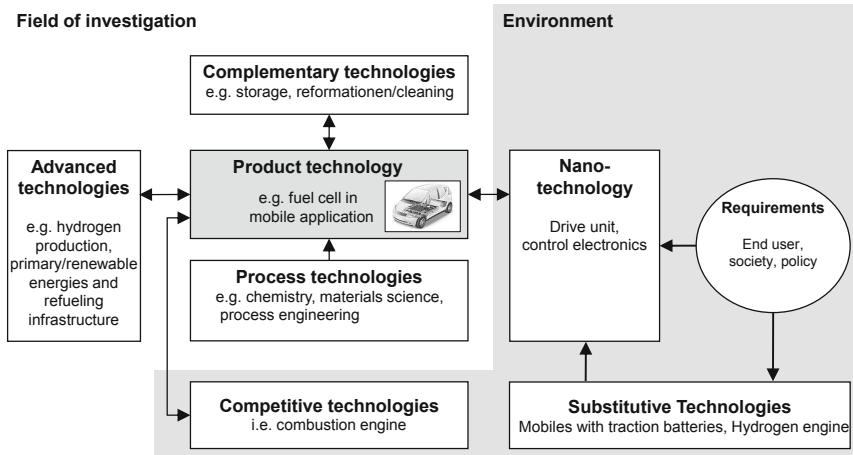 Field of investigation
Environment
Complementary technologies
e.g. storage, reformationen/cleaning
Advanced
technologies
e.g. hydrogen
production,
primary/renewable
energies and
refueling
infrastructure
Product technology
e.g. fuel cell in
mobile application
Nano-
technology
Drive unit,
control electronics
Requirements
End user,
society, policy
Process technologies
e.g. chemistry, materials science,
process engineering
Competitive technologies
i.e. combustion engine
Substitutive Technologies
Mobiles with traction batteries, Hydrogen engine